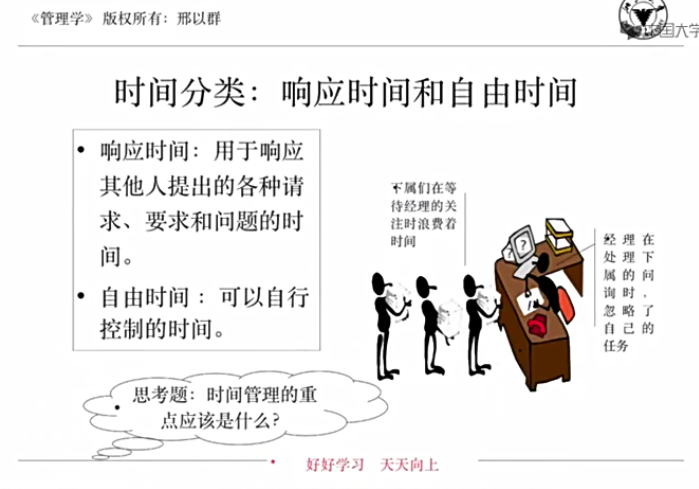 《管理学》 版权所有：邢以群
中国大学
时间分类：响应时间和自由时间
• 响应时间：用于响应
其他人提出的各种请
求、要求和问题的时
间。
• 自由时间 ：可以自行
控制的时间。
下属们在等
待经理的关
注时浪费着
时间
经理在
处理下
属的问
询时，
忽略了
自己的
任务
思考题：时间管理的重
点应该是什么?
• 好好学习 天天向上